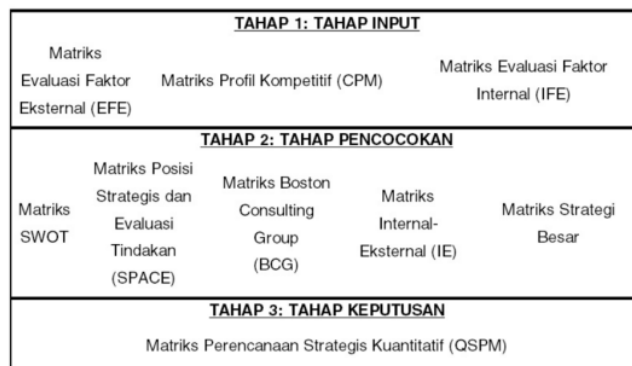 TAHAP 1: TAHAP INPUT
Matriks
Evaluasi Faktor
Eksternal (EFE)
Matriks Profil Kompetitif (CPM)
Matriks Evaluasi Faktor
Internal (IFE)
TAHAP 2: TAHAP PENCOCOKAN
Matriks
SWOT
Matriks Posisi
Strategis dan
Evaluasi
Tindakan
(SPACE)
Matriks Boston
Consulting
Group
(BCG)
Matriks
Internal-
Eksternal (IE)
Matriks Strategi
Besar
TAHAP 3: TAHAP KEPUTUSAN
Matriks Perencanaan Strategis Kuantitatif (QSPM)